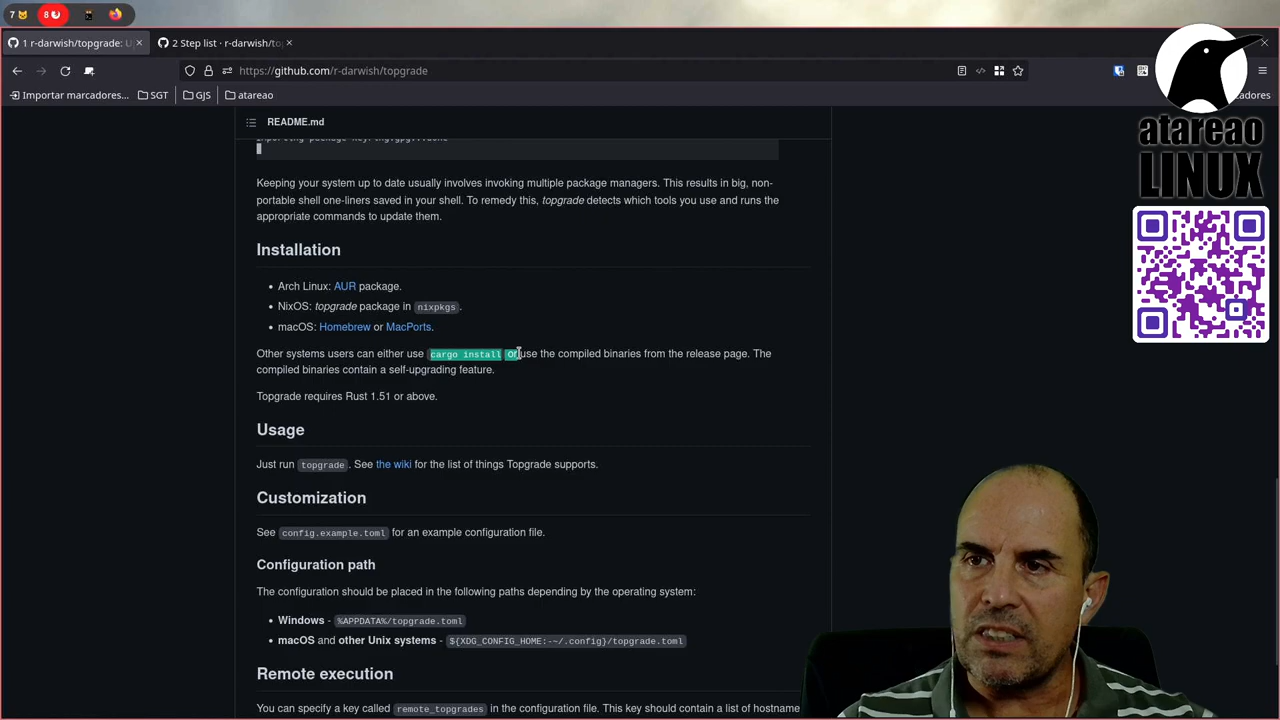 7 8
1 r-darwish/topgrade: U
2 Step list · r-darwish/to
https://github.com/r-darwish/topgrade
Importar marcadores... SGT GJS atareao
README.md
Keeping your system up to date usually involves invoking multiple package managers. This results in big, non-
portable shell one-liners saved in your shell. To remedy this, topgrade detects which tools you use and runs the
appropriate commands to update them.
Installation
• Arch Linux: AUR package.
• NixOS: topgrade package in nixpkgs.
• macOS: Homebrew or MacPorts.
Other systems users can either use cargo install or use the compiled binaries from the release page. The
compiled binaries contain a self-upgrading feature.
Topgrade requires Rust 1.51 or above.
Usage
Just run topgrade. See the wiki for the list of things Topgrade supports.
Customization
See config.example.toml for an example configuration file.
Configuration path
The configuration should be placed in the following paths depending by the operating system:
• Windows - %APPDATA%/topgrade.toml
• macOS and other Unix systems - ${XDG_CONFIG_HOME:-~/.config}/topgrade.toml
Remote execution
You can specify a key called remote_topgrades in the configuration file. This key should contain a list of hostname
atareao
LINUX